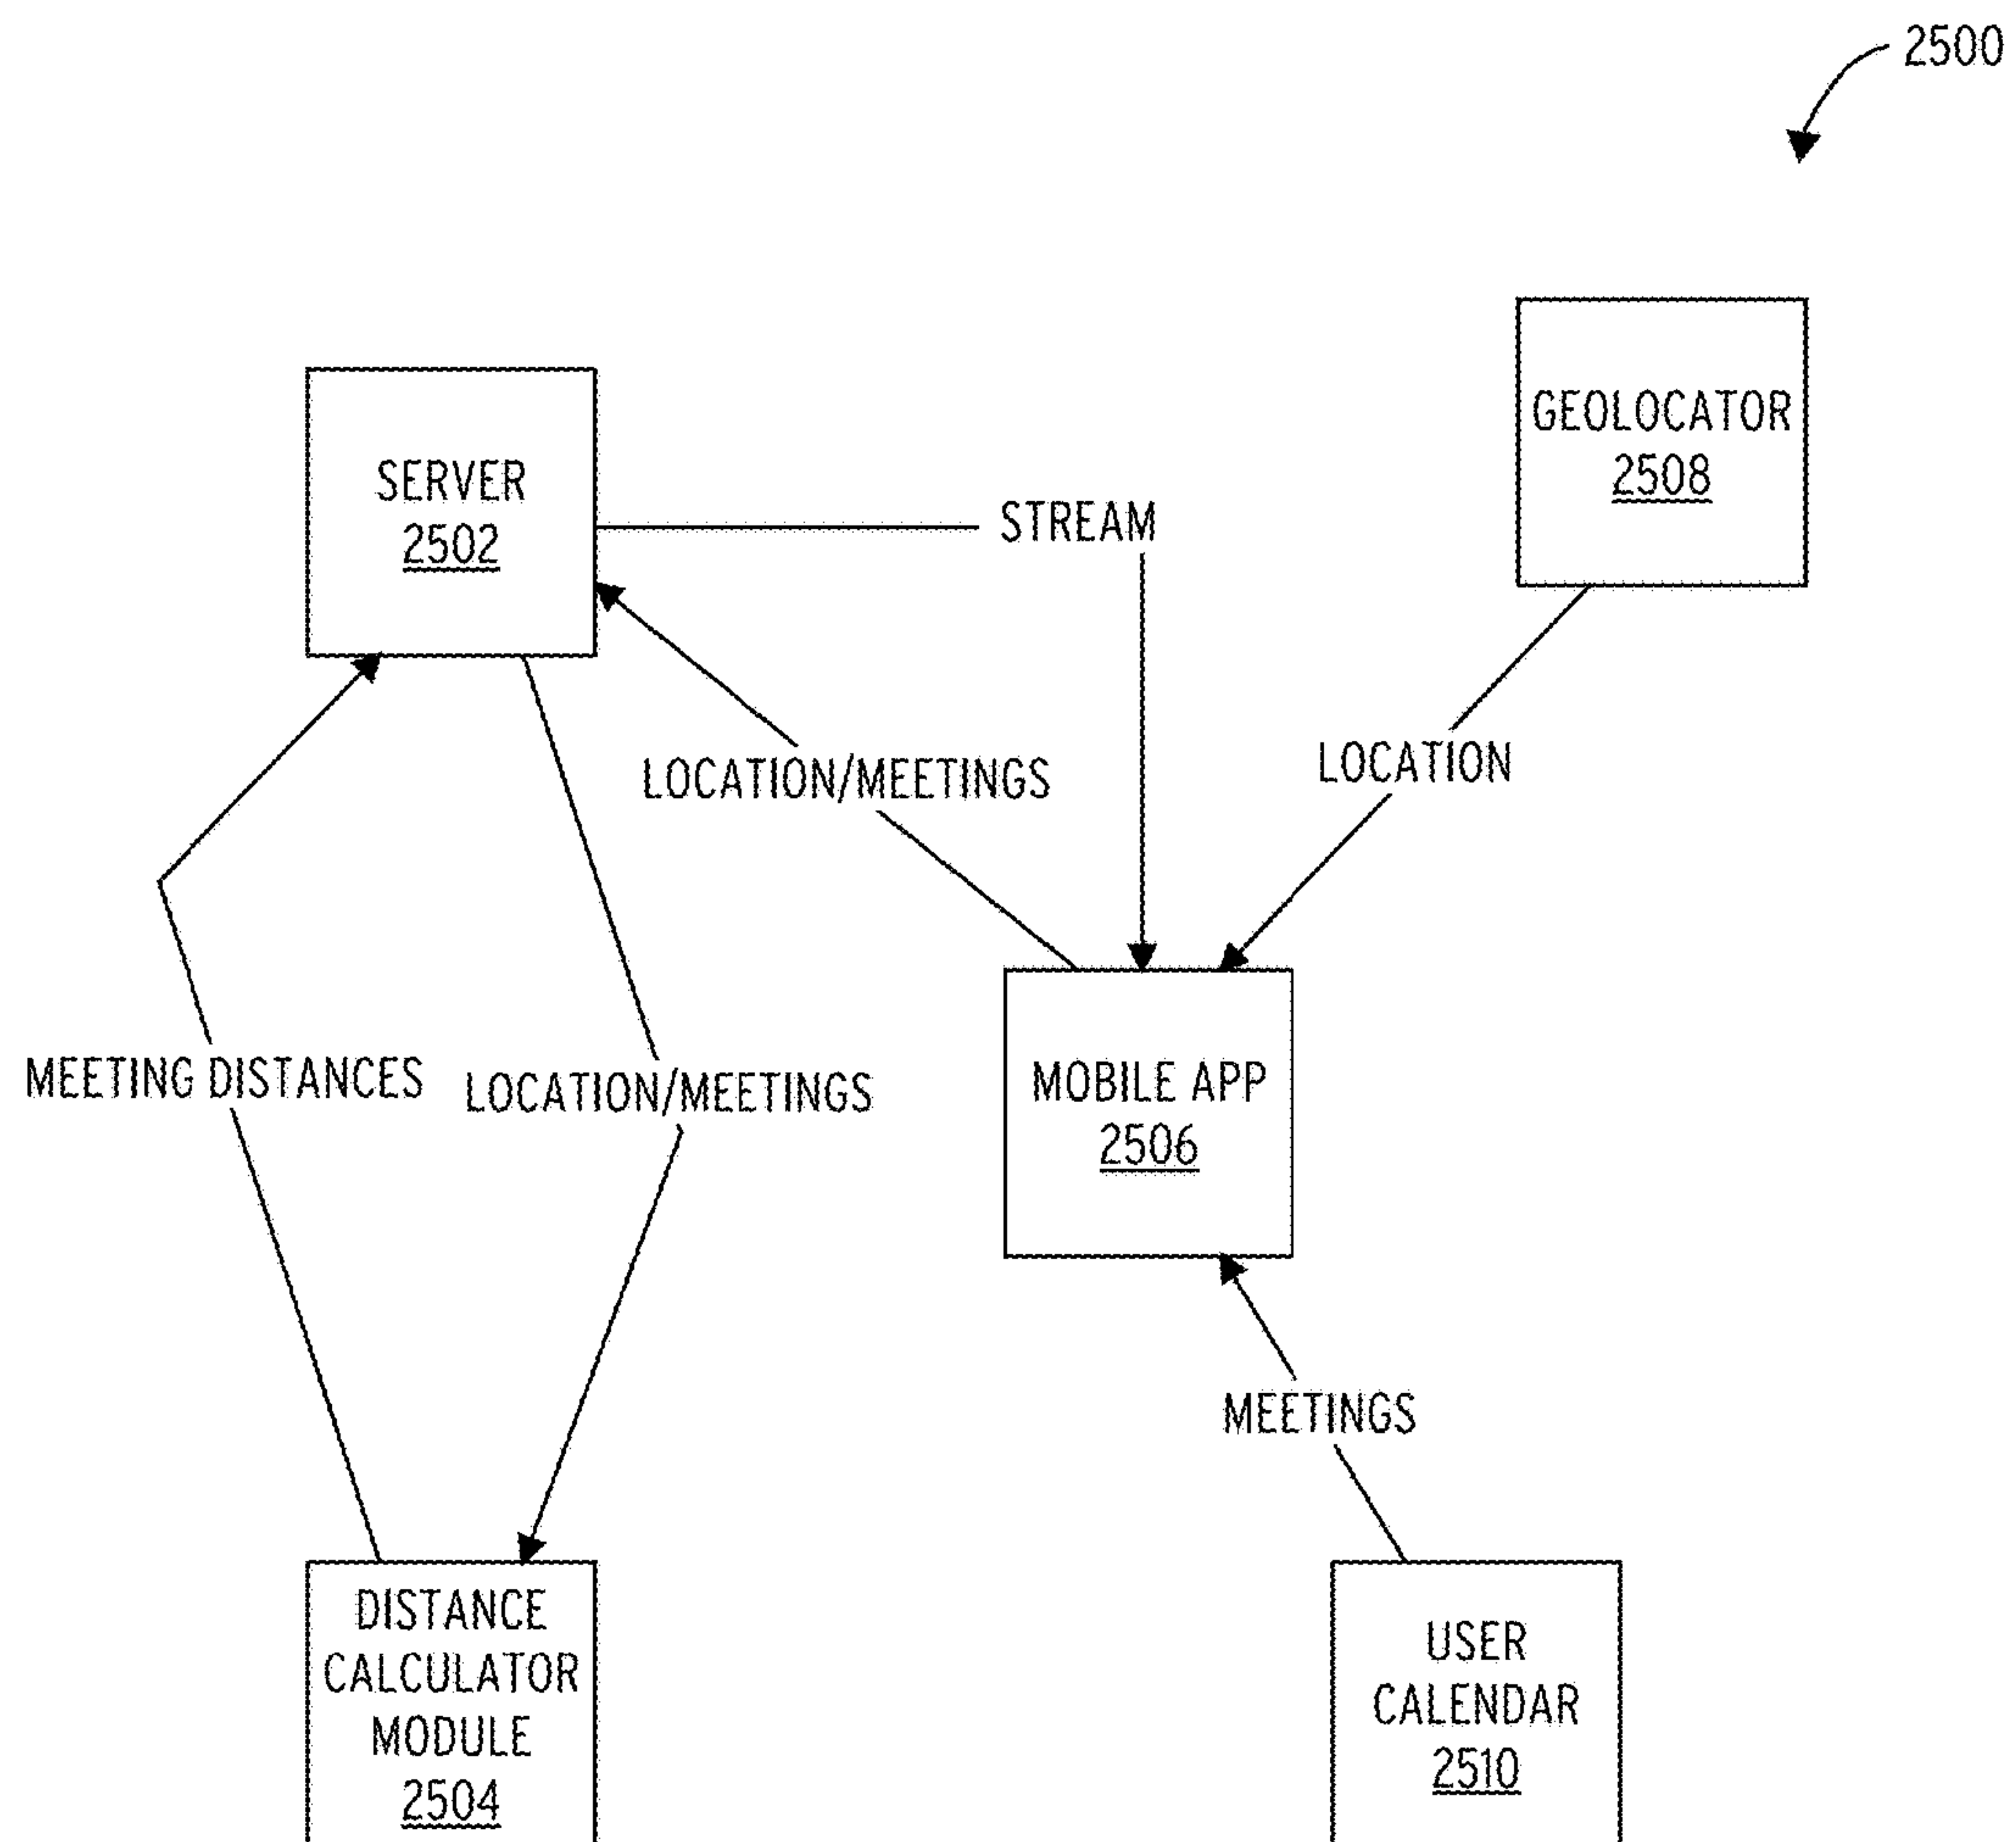 2500
GEOLOCATOR
2508
SERVER
2502
STREAM
LOCATION/MEETINGS
LOCATION
MEETING DISTANCES
LOCATION/MEETINGS
MOBILE APP
2506
MEETINGS
DISTANCE
CALCULATOR
MODULE
2504
USER
CALENDAR
2510